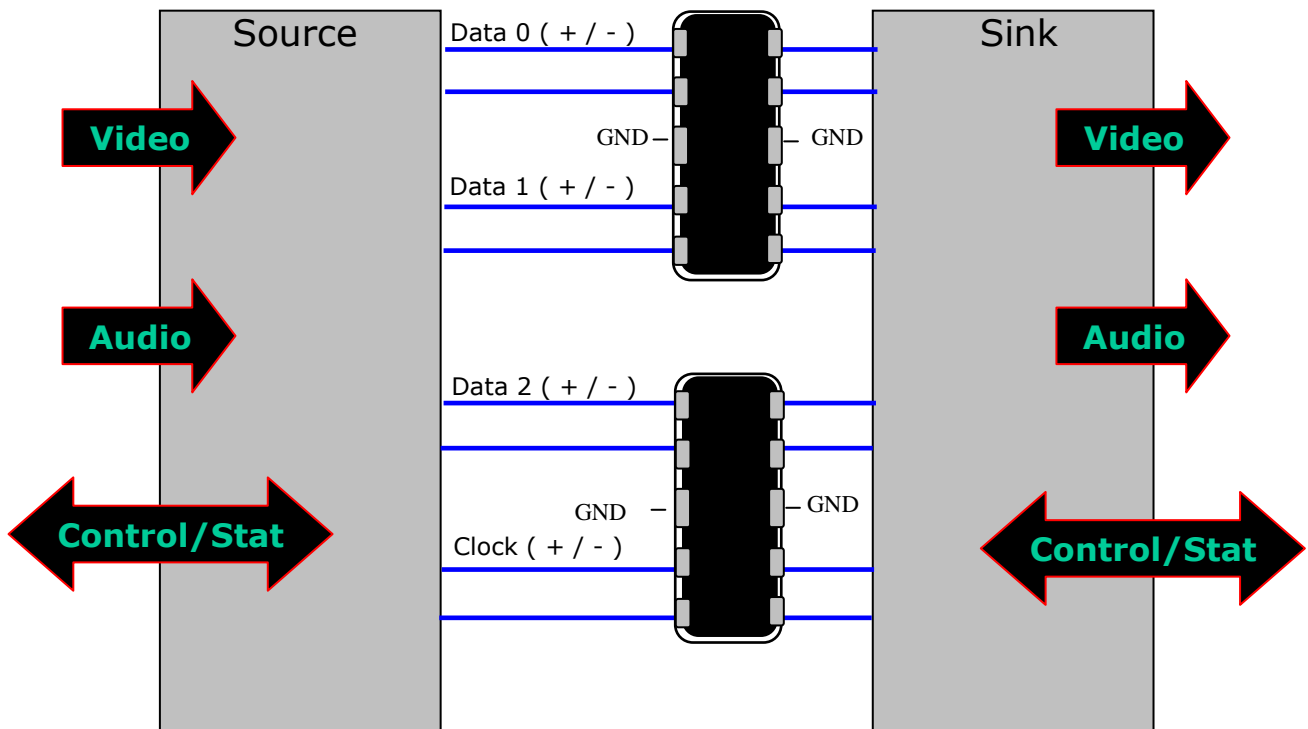 Source
Data 0 ( + / - )
Sink
Video
GND
GND
Video
Data 1 ( + / - )
Audio
Audio
Data 2 ( + / - )
GND
GND
Control/Stat
Clock ( + / - )
Control/Stat